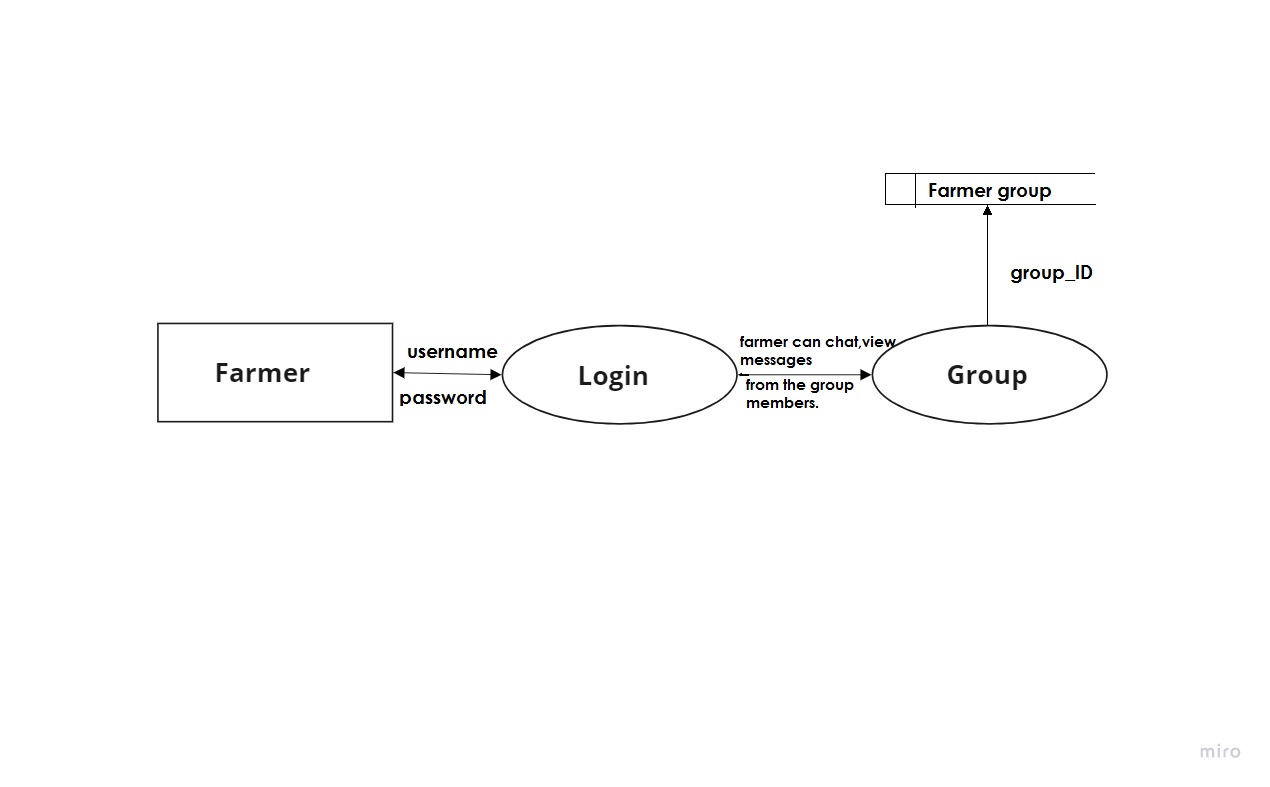 Farmer group
group_ID
Farmer
username
password
Login
farmer can chat,view
messages
from the group
members.
Group
miro